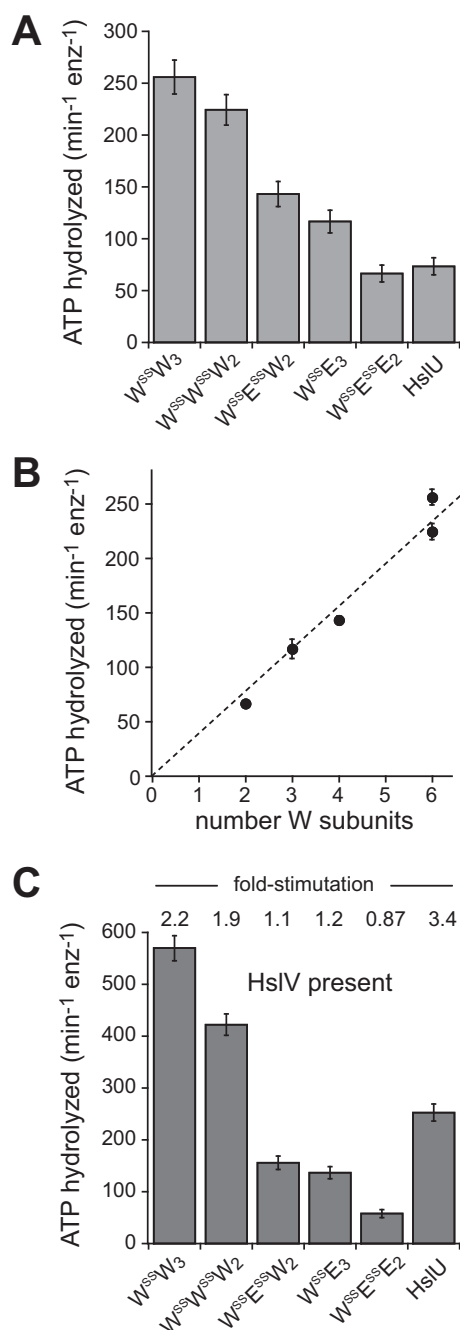 A
ATP hydrolyzed (min⁻¹ enz⁻¹)
300
250
200
150
100
50
0
WˢˢW₃
WˢˢWˢˢW₂
WˢˢEˢˢW₂
WˢˢE₃
WˢˢEˢˢE₂
HslU
B
ATP hydrolyzed (min⁻¹ enz⁻¹)
250
200
150
100
50
0
0 1 2 3 4 5 6
number W subunits
C
fold-stimutation
2.2 1.9 1.1 1.2 0.87 3.4
HslV present
ATP hydrolyzed (min⁻¹ enz⁻¹)
600
500
400
300
200
100
0
WˢˢW₃
WˢˢWˢˢW₂
WˢˢEˢˢW₂
WˢˢE₃
WˢˢEˢˢE₂
HslU